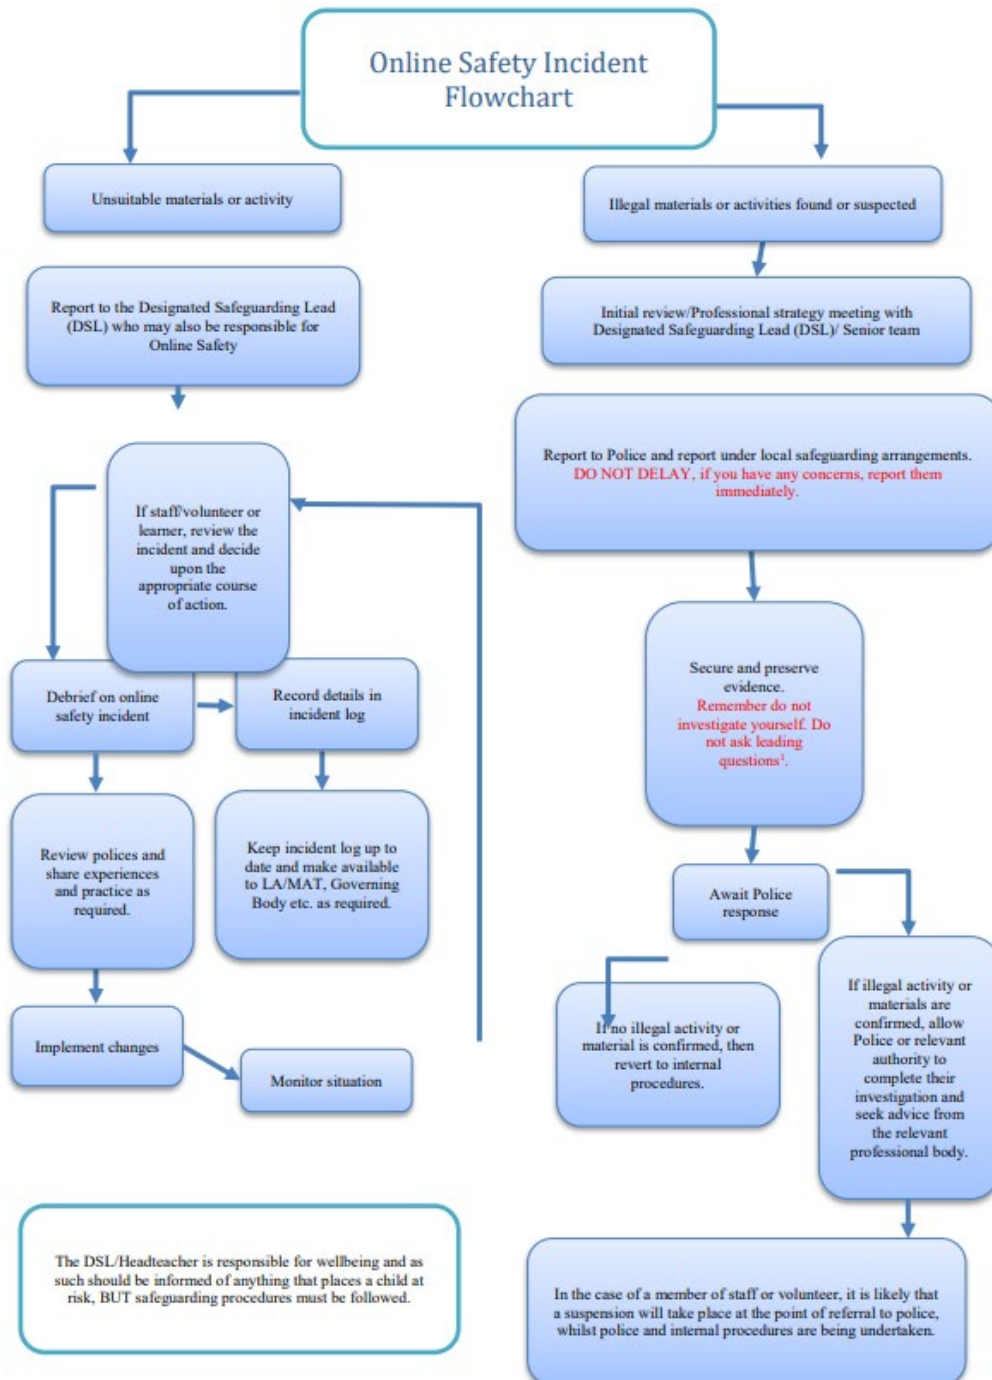 Online Safety Incident
Flowchart
Unsuitable materials or activity
Report to the Designated Safeguarding Lead
(DSL) who may also be responsible for
Online Safety
If staff/volunteer or
learner, review the
incident and decide
upon the
appropriate course
of action.
Debrief on online
safety incident
Record details in
incident log
Review polices and
share experiences
and practice as
required.
Keep incident log up to
date and make available
to LA/MAT, Governing
Body etc. as required.
Implement changes
Monitor situation
The DSL/Headteacher is responsible for wellbeing and as
such should be informed of anything that places a child at
risk, BUT safeguarding procedures must be followed.
Illegal materials or activities found or suspected
Initial review/Professional strategy meeting with
Designated Safeguarding Lead (DSL)/ Senior team
Report to Police and report under local safeguarding arrangements.
DO NOT DELAY, if you have any concerns, report them
immediately.
Secure and preserve
evidence.
Remember do not
investigate yourself. Do
not ask leading
questions¹.
Await Police
response
If no illegal activity or
material is confirmed, then
revert to internal
procedures.
If illegal activity or
materials are
confirmed, allow
Police or relevant
authority to
complete their
investigation and
seek advice from
the relevant
professional body.
In the case of a member of staff or volunteer, it is likely that
a suspension will take place at the point of referral to police,
whilst police and internal procedures are being undertaken.